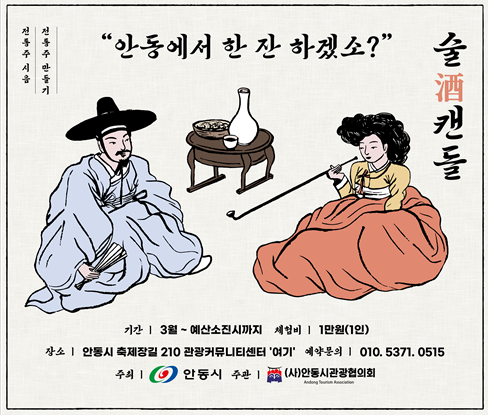 전통주 만들기
전통주 시음
“안동에서 한 잔 하겠소?”
술酒캔들
기간 | 3월 ~ 예산소진시까지 체험비 | 1만원(1인)
장소 | 안동시 축제장길 210 관광커뮤니티센터 '여기' 예약문의 | 010. 5371. 0515
주최 | 안동시 주관 | (사)안동시관광협의회
Andong Tourism Association